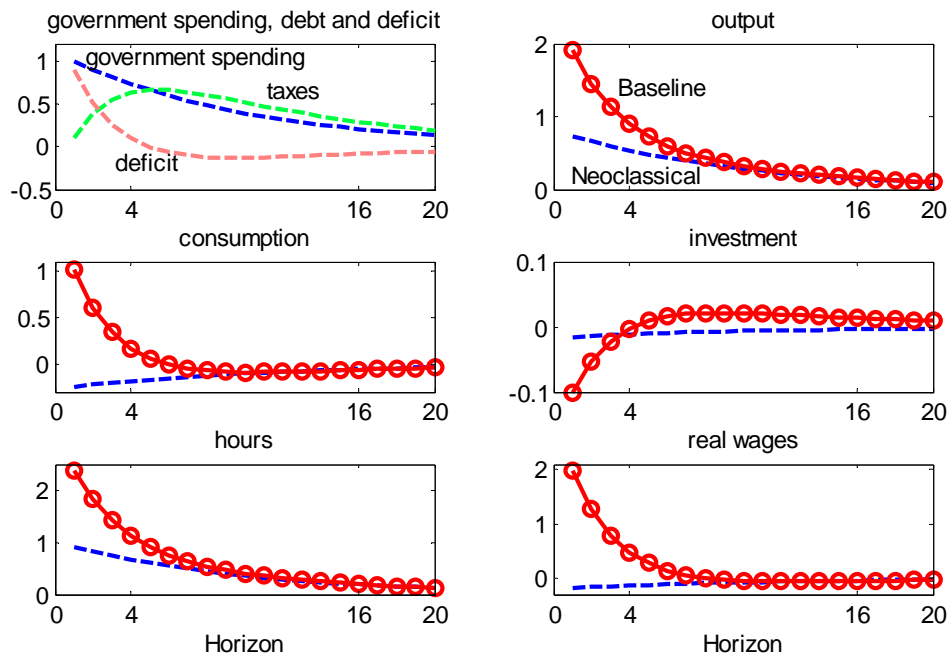 government spending, debt and deficit
1
0.5
0
-0.5
government spending
taxes
deficit
0 4 16 20
output
2
1
0
Baseline
Neoclassical
0 4 16 20
consumption
1
0.5
0
0 4 16 20
investment
0.1
0
-0.1
0 4 16 20
hours
2
1
0
0 4 16 20
Horizon
real wages
2
1
0
0 4 16 20
Horizon